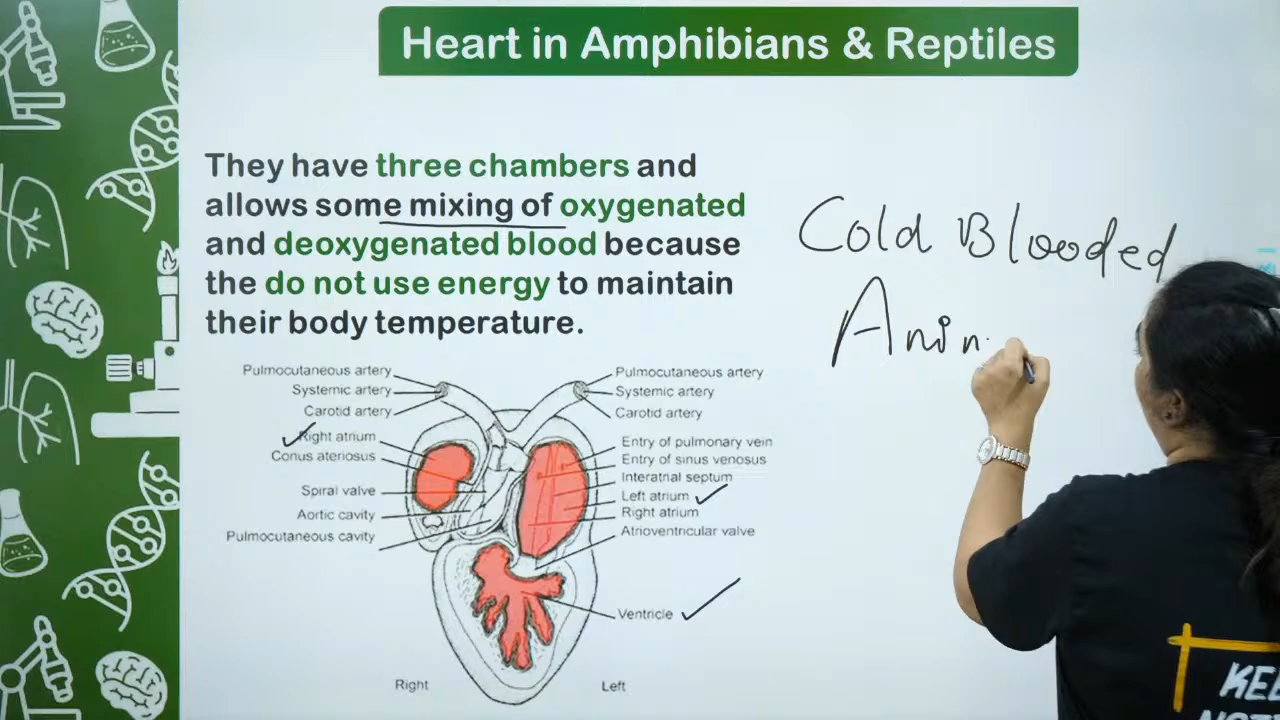 Heart in Amphibians & Reptiles
They have three chambers and
allows some mixing of oxygenated
and deoxygenated blood because
the do not use energy to maintain
their body temperature.
Cold Blooded
Anin
Pulmocutaneous artery
Systemic artery
Carotid artery
Right atrium
Conus ateriosus
Spiral valve
Aortic cavity
Pulmocutaneous cavity
Pulmocutaneous artery
Systemic artery
Carotid artery
Entry of pulmonary vein
Entry of sinus venosus
Interatrial septum
Left atrium
Right atrium
Atrioventricular valve
Ventricle
Right
Left